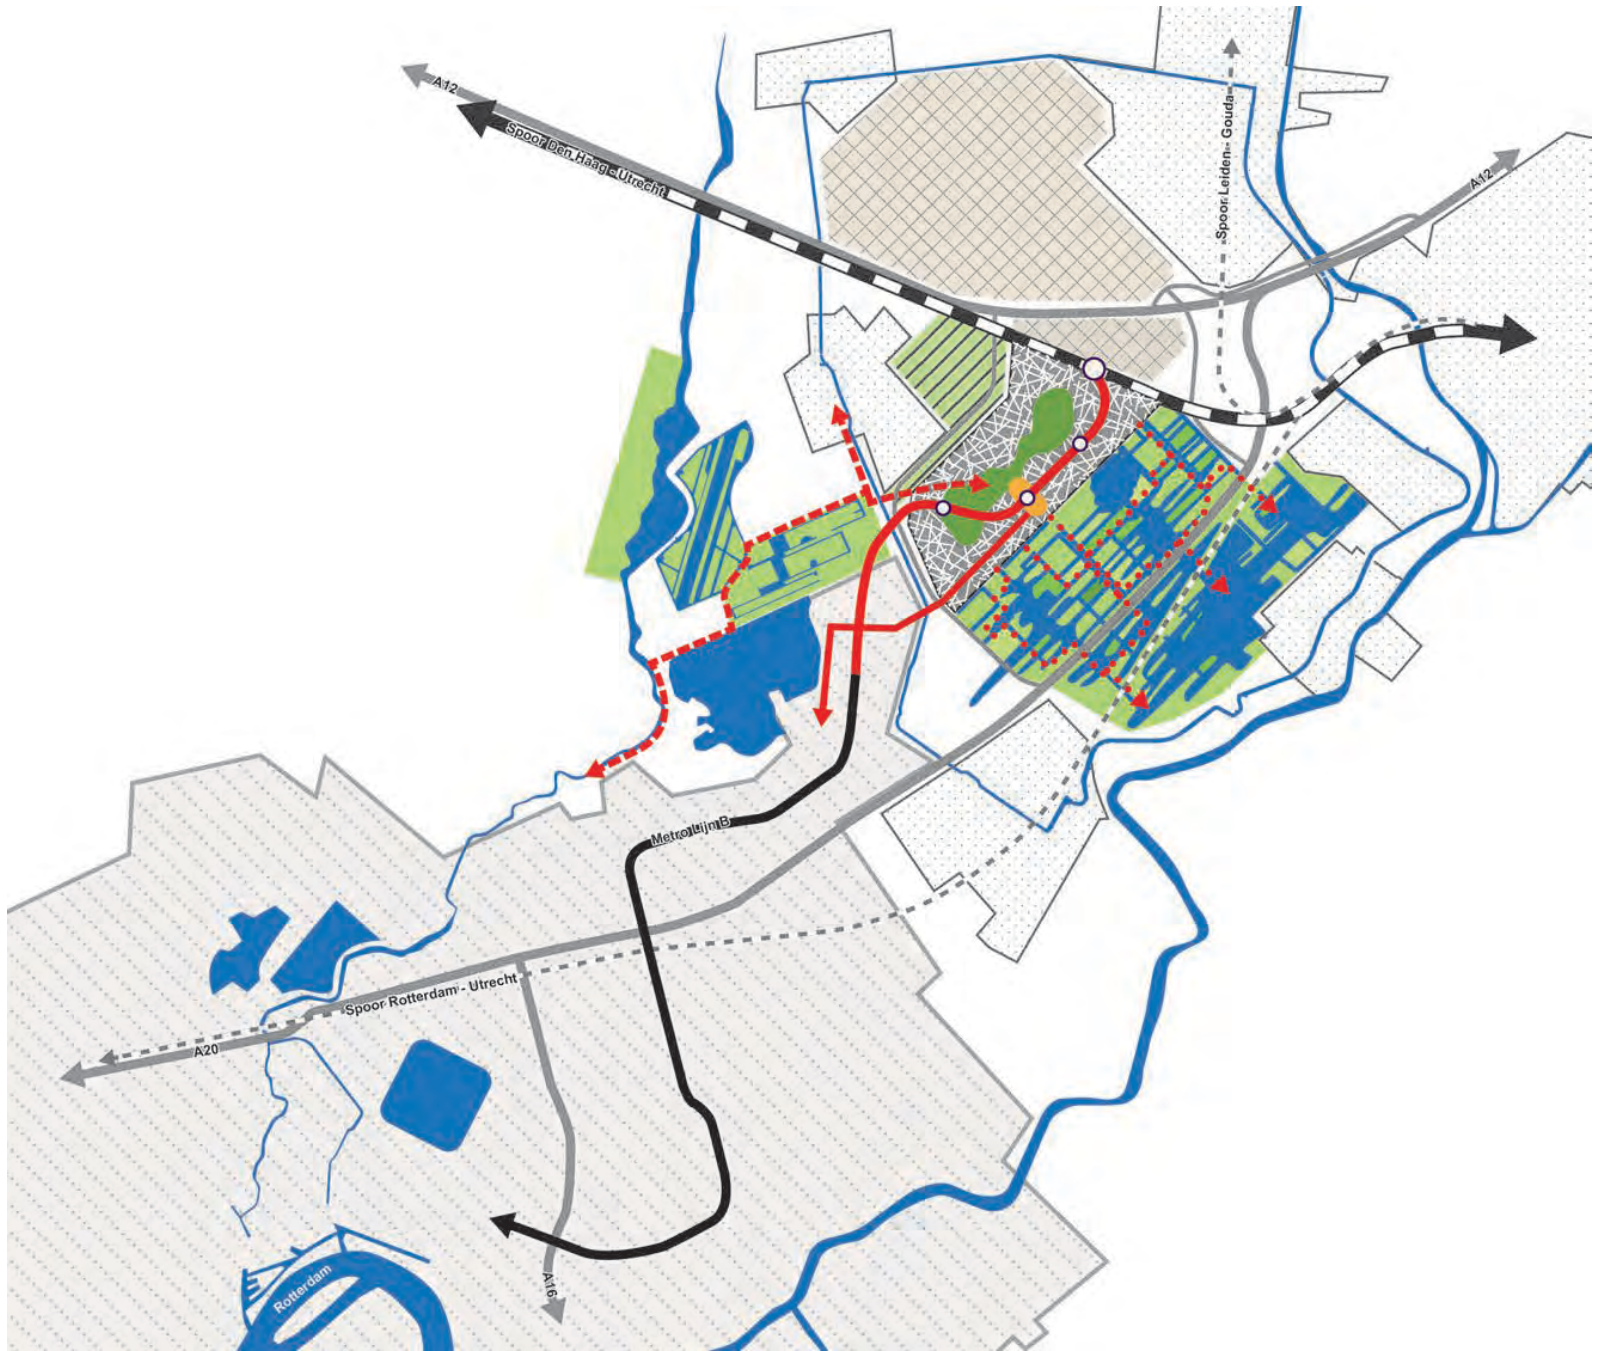 A12
Spoor Den Haag - Utrecht
Spoor Leiden - Gouda
A12
Metro Lijn B
Spoor Rotterdam - Utrecht
A20
A16
Rotterdam